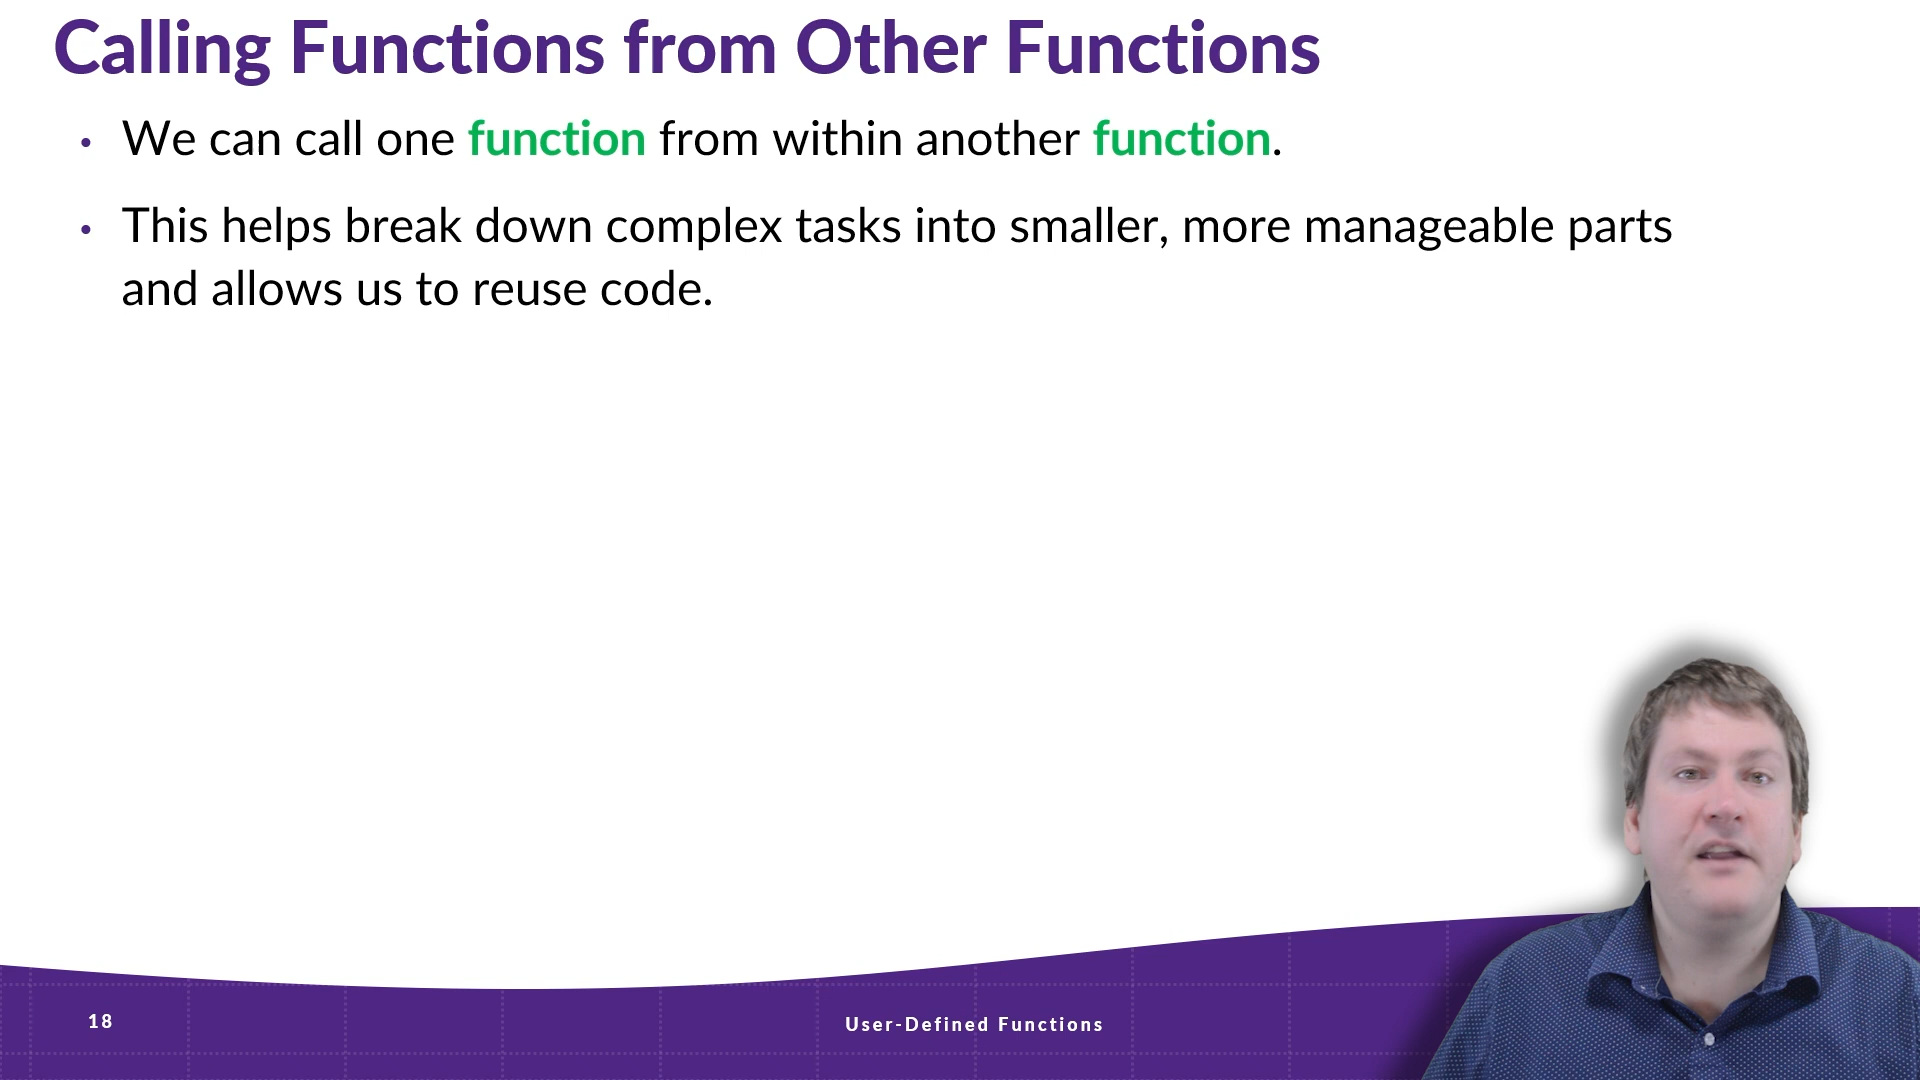 Calling Functions from Other Functions
• We can call one function from within another function.
• This helps break down complex tasks into smaller, more manageable parts
and allows us to reuse code.
18
User-Defined Functions